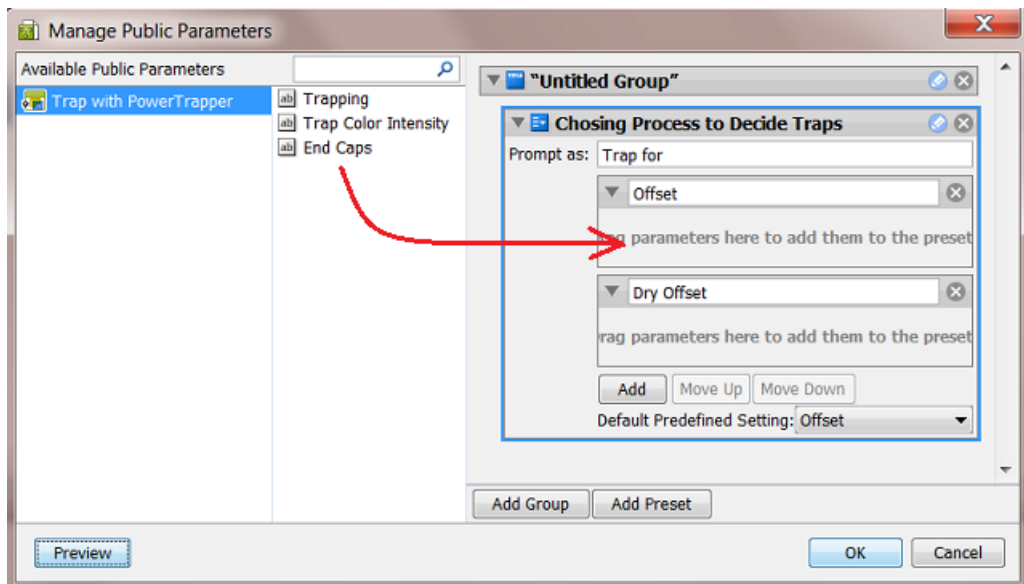 Manage Public Parameters
Available Public Parameters
Trap with PowerTrapper
Trapping
Trap Color Intensity
End Caps
"Untitled Group"
Chosing Process to Decide Traps
Prompt as: Trap for
Offset
parameters here to add them to the preset
Dry Offset
rag parameters here to add them to the preset
Add Move Up Move Down
Default Predefined Setting: Offset
Add Group Add Preset
Preview OK Cancel